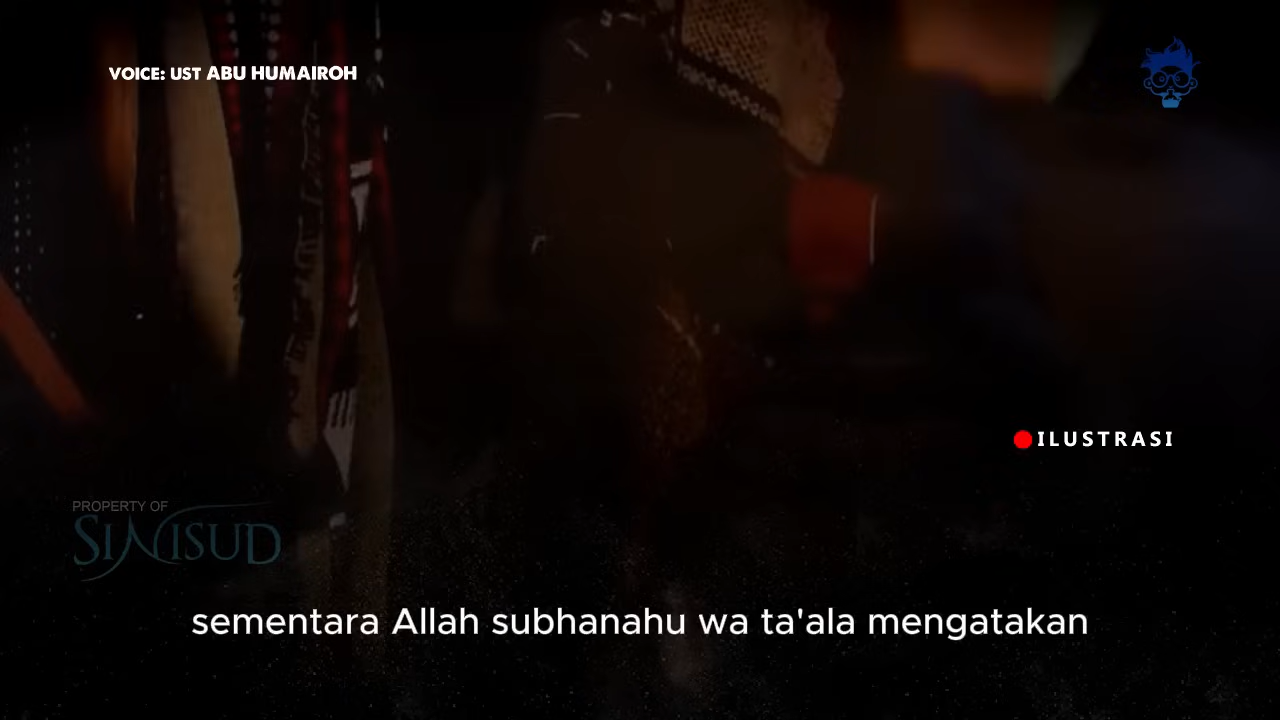 VOICE: UST ABU HUMAIROH
ILUSTRASI
PROPERTY OF
SINISUD
sementara Allah subhanahu wa ta'ala mengatakan